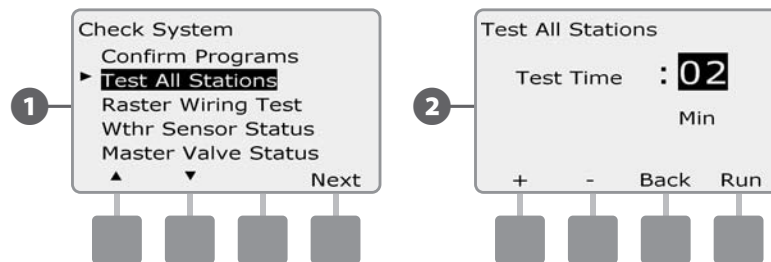 1
Check System
Confirm Programs
► Test All Stations
Raster Wiring Test
Wthr Sensor Status
Master Valve Status
▲ ▼ Next
2
Test All Stations
Test Time :02
Min
+ - Back Run